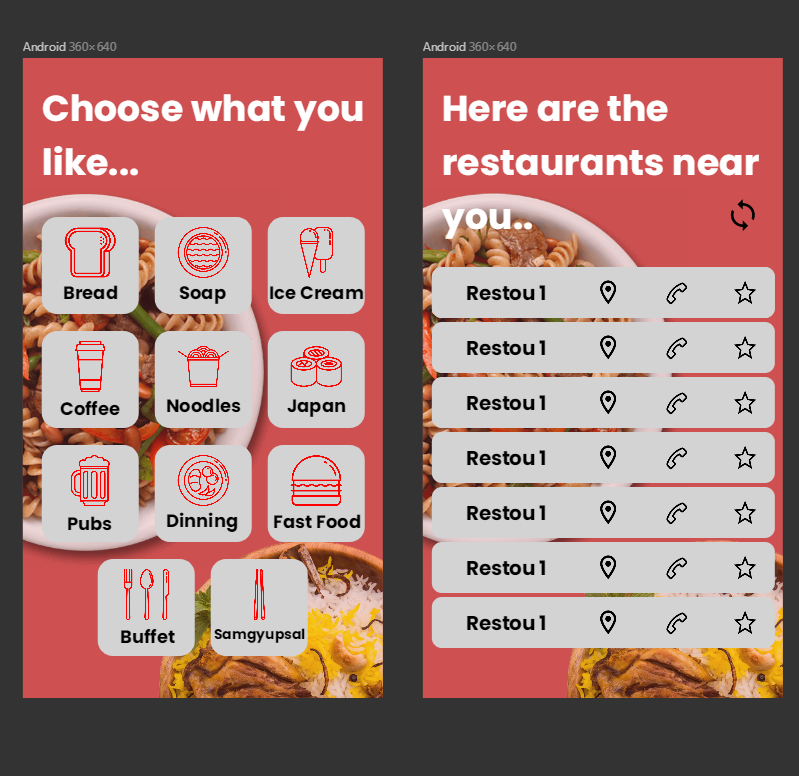 Android 360×640
Choose what you
like...
Bread
Soap
Ice Cream
Coffee
Noodles
Japan
Pubs
Dinning
Fast Food
Buffet
Samgyupsal
Android 360×640
Here are the
restaurants near
you..
Restou 1
Restou 1
Restou 1
Restou 1
Restou 1
Restou 1
Restou 1